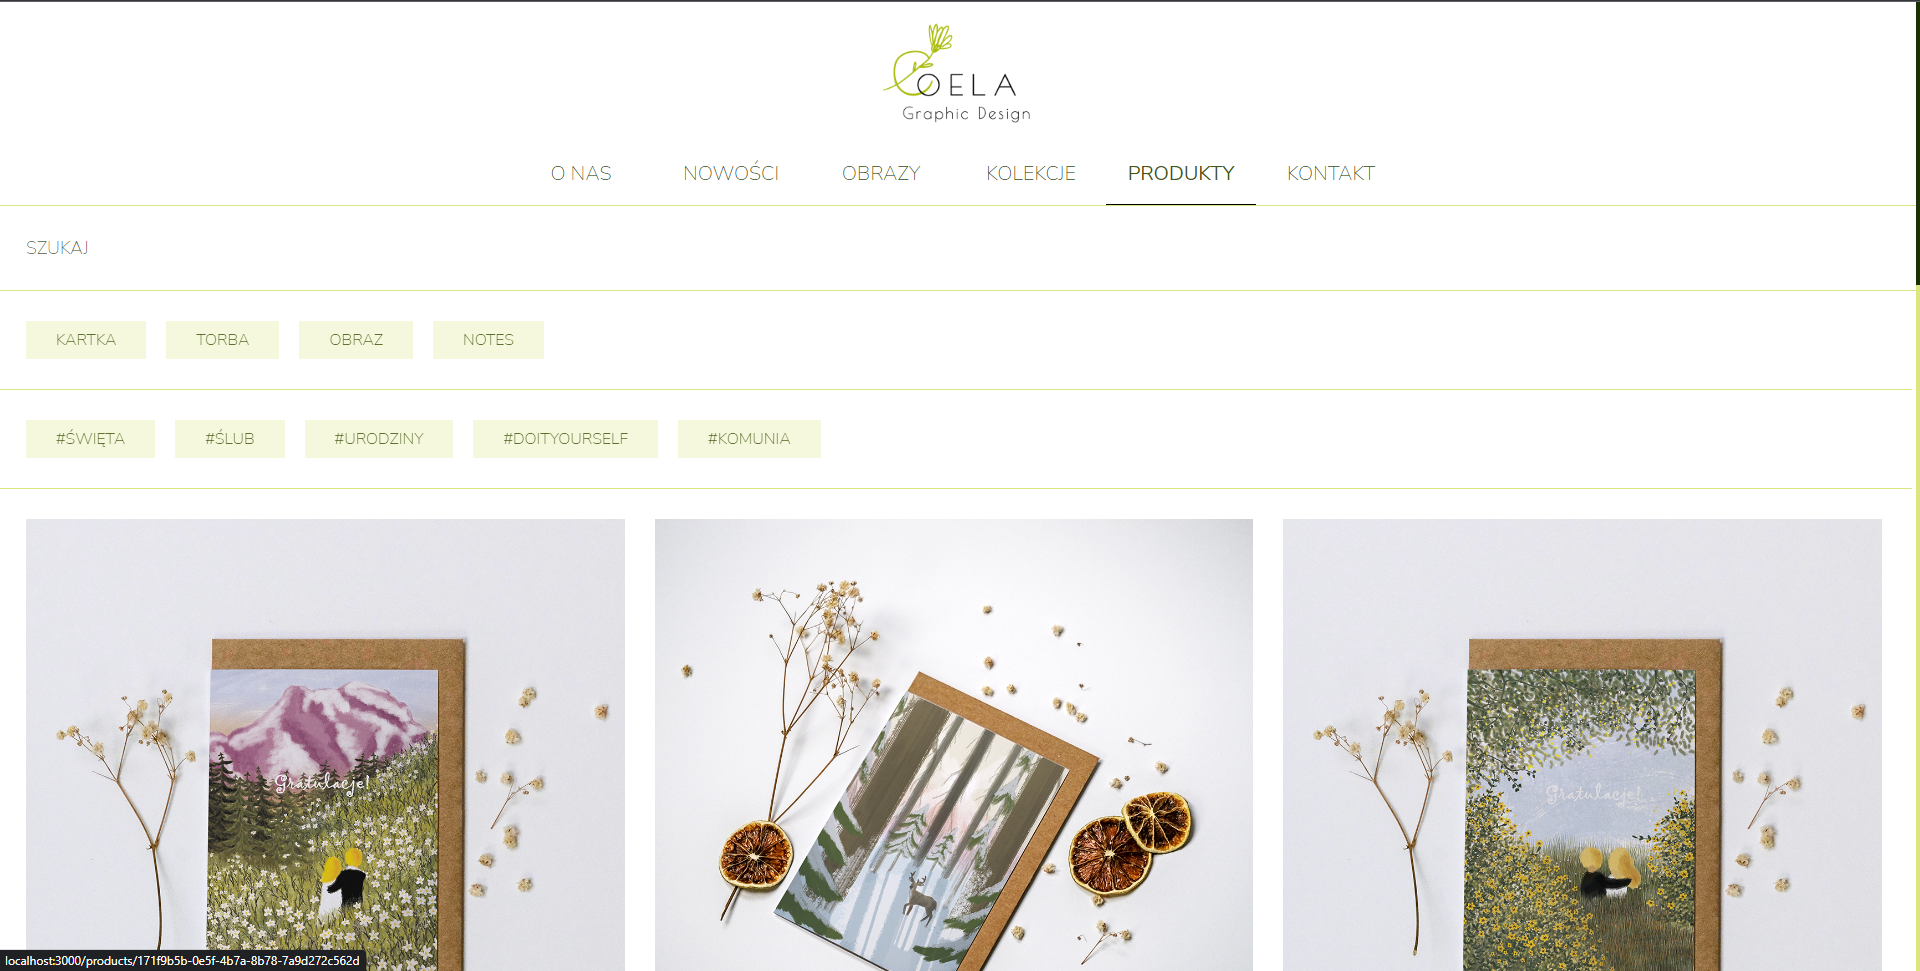 COELA
Graphic Design
O NAS NOWOŚCI OBRAZY KOLEKCJE PRODUKTY KONTAKT
SZUKAJ
KARTKA TORBA OBRAZ NOTES
#ŚWIĘTA #ŚLUB #URODZINY #DOITYOURSELF #KOMUNIA
Gratulacje!
Gratulacje!
localhost:3000/products/171f9b5b-0e5f-4b7a-8b78-7a9d272c562d